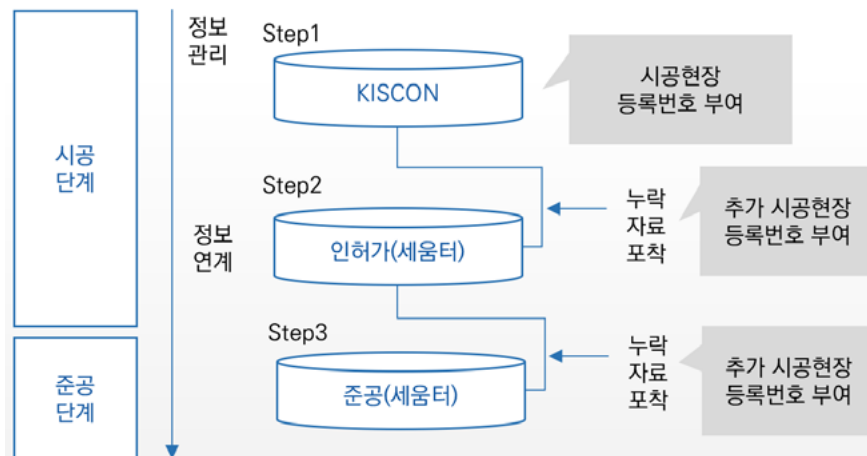 정보
관리
Step1
KISCON
시공현장
등록번호 부여
시공
단계
Step2
인허가(세움터)
정보
연계
누락
자료
포착
추가 시공현장
등록번호 부여
Step3
준공(세움터)
누락
자료
포착
추가 시공현장
등록번호 부여
준공
단계